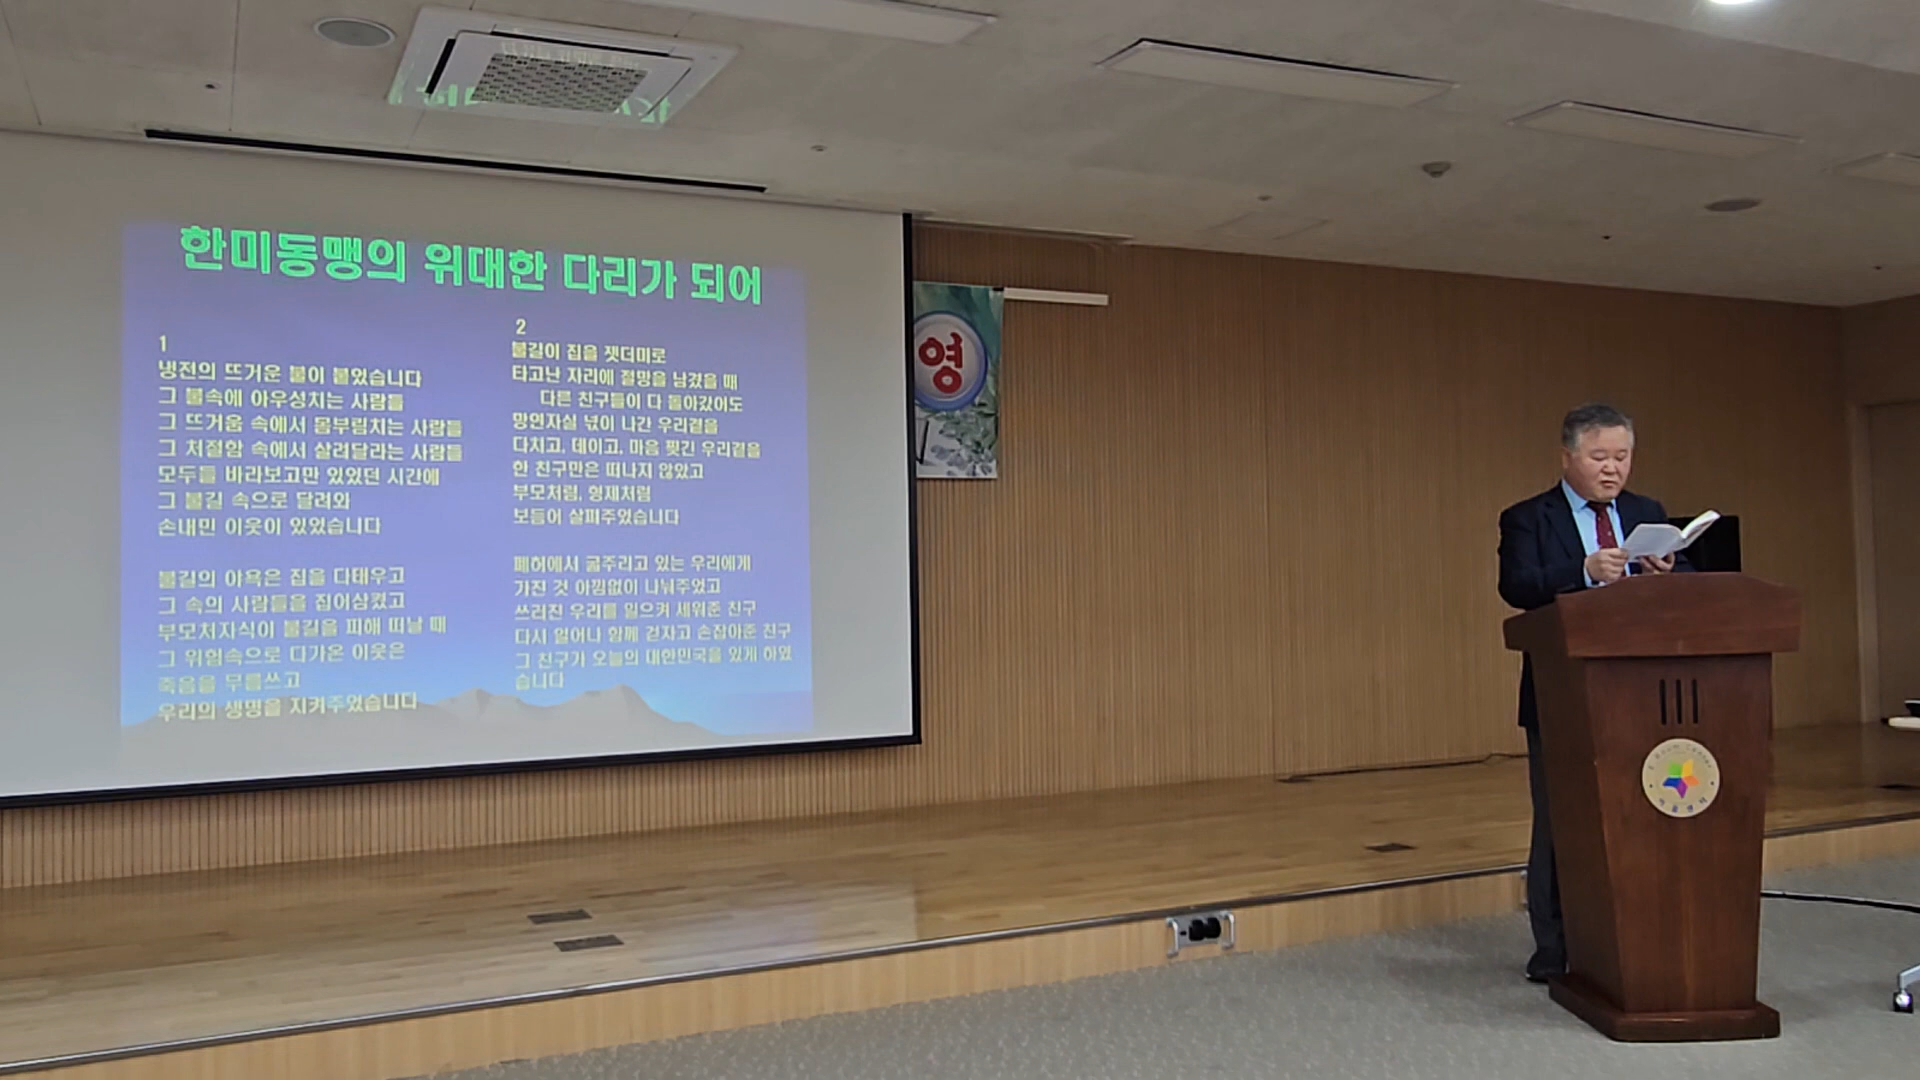 한미동맹의 위대한 다리가 되어
1
냉전의 뜨거운 불이 붙었습니다
그 불속에 아우성치는 사람들
그 뜨거움 속에서 몸부림치는 사람들
그 처절함 속에서 살려달라는 사람들
모두들 바라보고만 있었던 시간에
그 불길 속으로 달려와
손내민 이웃이 있었습니다
불길의 야욕은 집을 다태우고
그 속의 사람들을 집어삼켰고
부모처자식이 불길을 피해 떠날 때
그 위험속으로 다가온 이웃은
죽음을 무릅쓰고
우리의 생명을 지켜주었습니다
2
불길이 집을 잿더미로
타고난 자리에 절망을 남겼을 때
다른 친구들이 다 돌아갔어도
망연자실 넋이 나간 우리곁을
다치고, 데이고, 마음 찢긴 우리곁을
한 친구만은 떠나지 않았고
부모처럼, 형제처럼
보듬어 살펴주었습니다
폐허에서 굶주리고 있는 우리에게
가진 것 아낌없이 나눠주었고
쓰러진 우리를 일으켜 세워준 친구
다시 일어나 함께 걷자고 손잡아준 친구
그 친구가 오늘의 대한민국을 있게 하였
습니다
영